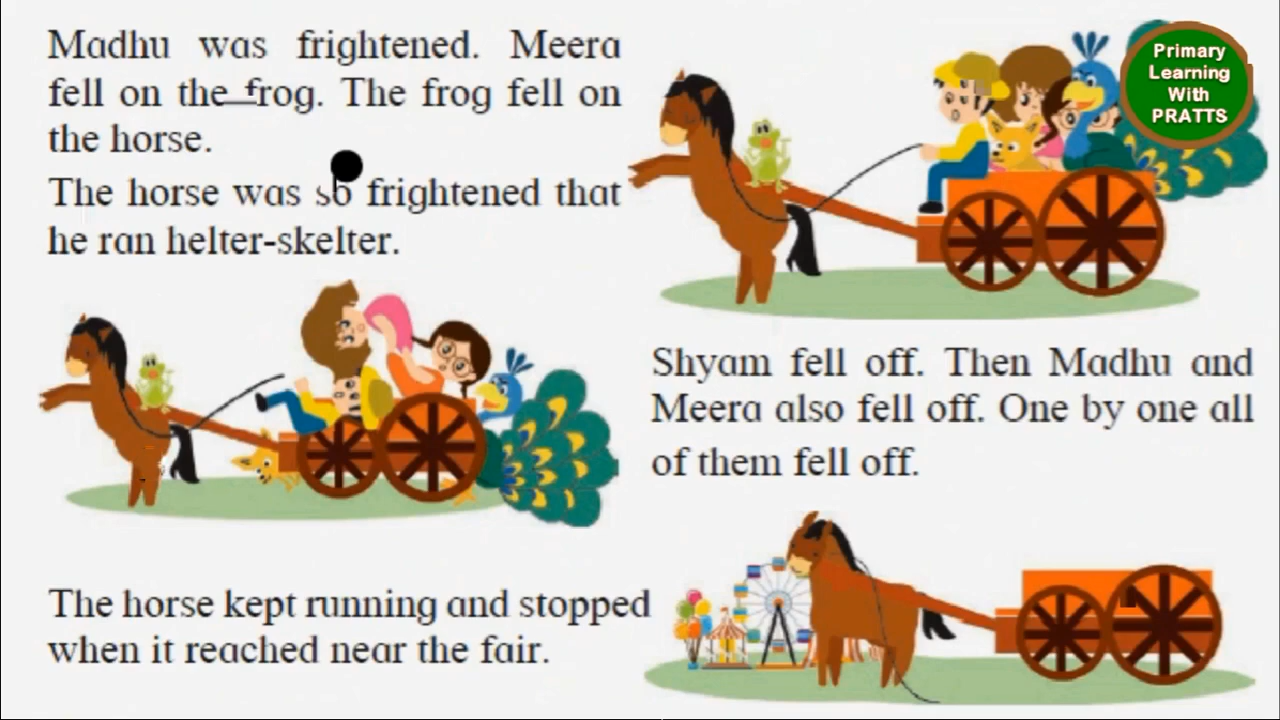 Madhu was frightened. Meera
fell on the frog. The frog fell on
the horse.
The horse was so frightened that
he ran helter-skelter.
Primary
Learning
With
PRATTS
Shyam fell off. Then Madhu and
Meera also fell off. One by one all
of them fell off.
The horse kept running and stopped
when it reached near the fair.